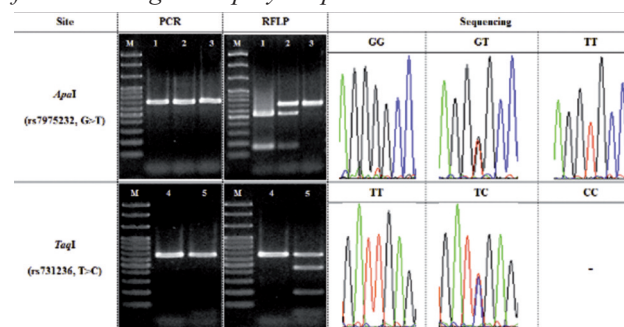 Site PCR RFLP Sequencing
M 1 2 3 M 1 2 3 GG GT TT
ApaI
(rs7975232, G>T)
M 4 5 M 4 5 TT TC CC
TaqI
(rs731236, T>C)
-